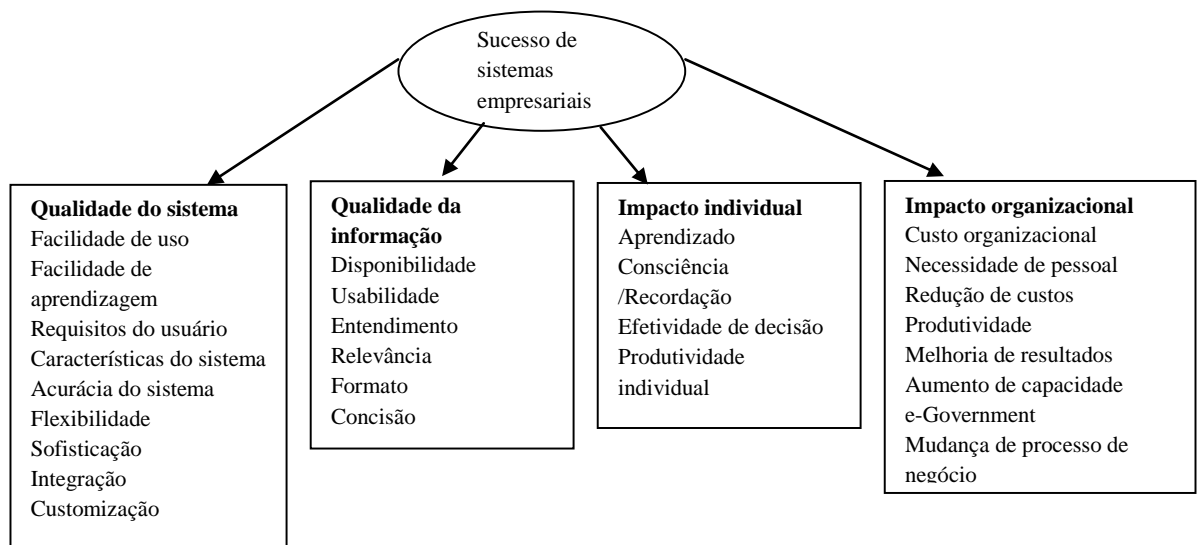 Sucesso de
sistemas
empresariais
Qualidade do sistema
Facilidade de uso
Facilidade de
aprendizagem
Requisitos do usuário
Características do sistema
Acurácia do sistema
Flexibilidade
Sofisticação
Integração
Customização
Qualidade da
informação
Disponibilidade
Usabilidade
Entendimento
Relevância
Formato
Concisão
Impacto individual
Aprendizado
Consciência
/Recordação
Efetividade de decisão
Produtividade
individual
Impacto organizacional
Custo organizacional
Necessidade de pessoal
Redução de custos
Produtividade
Melhoria de resultados
Aumento de capacidade
e-Government
Mudança de processo de
negócio